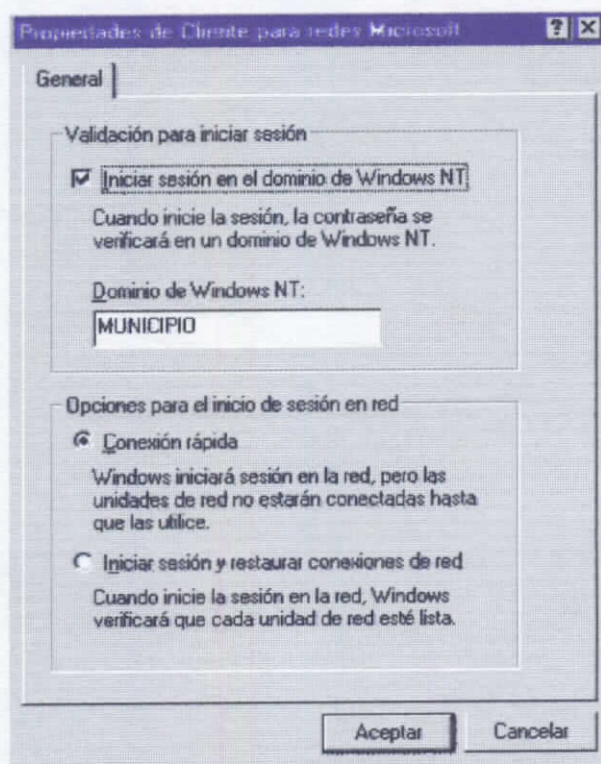 Propiedades de Cliente para redes Microsoft
General
Validación para iniciar sesión
Iniciar sesión en el dominio de Windows NT
Cuando inicie la sesión, la contraseña se
verificará en un dominio de Windows NT.
Dominio de Windows NT:
MUNICIPIO
Opciones para el inicio de sesión en red
Conexión rápida
Windows iniciará sesión en la red, pero las
unidades de red no estarán conectadas hasta
que las utilice.
Iniciar sesión y restaurar conexiones de red
Cuando inicie la sesión en la red, Windows
verificará que cada unidad de red esté lista.
Aceptar Cancelar